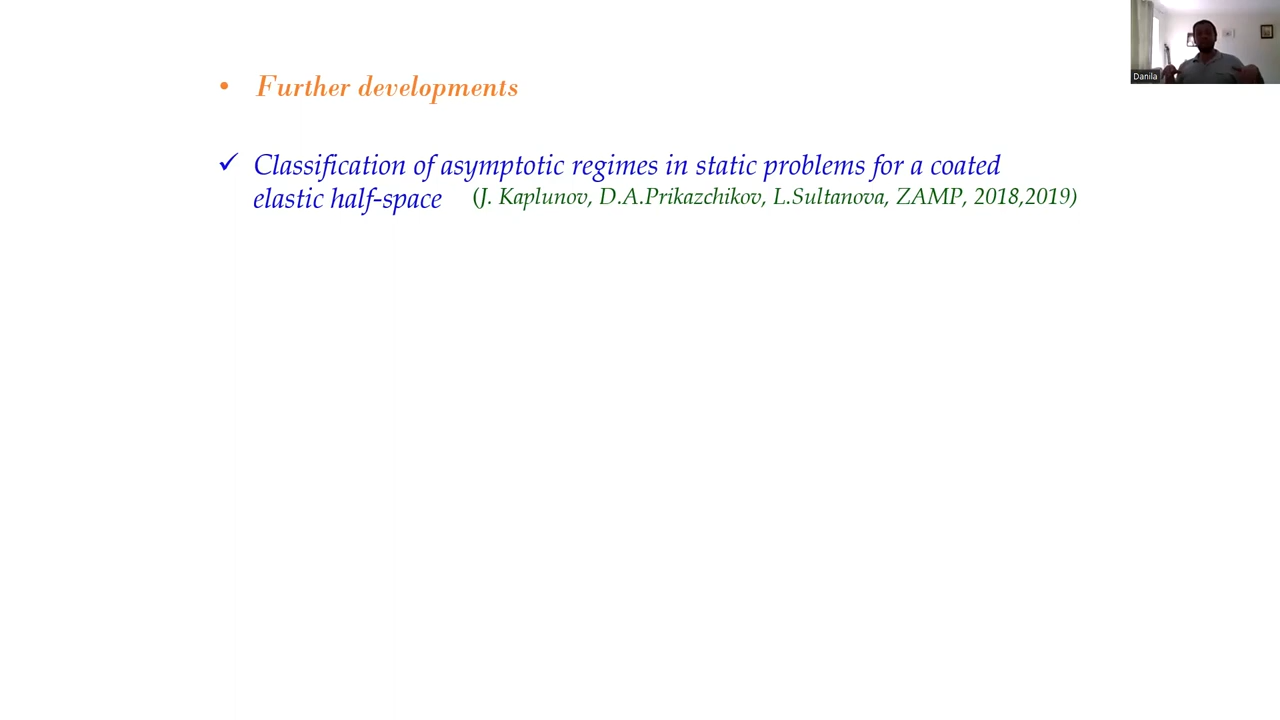 • Further developments
✓ Classification of asymptotic regimes in static problems for a coated
elastic half-space (J. Kaplunov, D.A.Prikazchikov, L.Sultanova, ZAMP, 2018,2019)
Danila